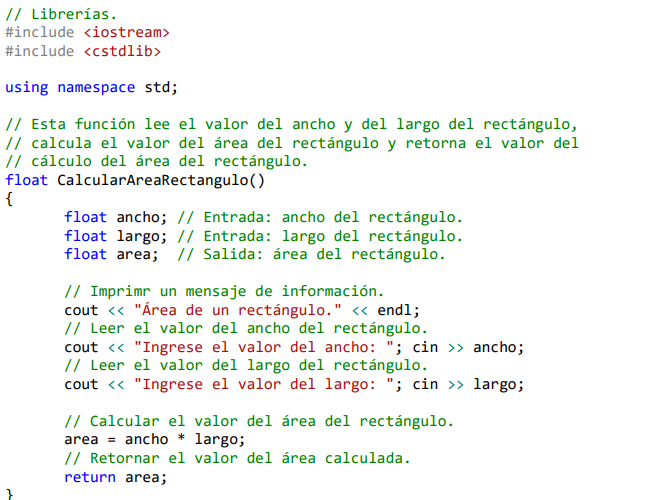 // Librerías.
#include <iostream>
#include <cstdlib>
using namespace std;
// Esta función lee el valor del ancho y del largo del rectángulo,
// calcula el valor del área del rectángulo y retorna el valor del
// cálculo del área del rectángulo.
float CalcularAreaRectangulo()
{
float ancho; // Entrada: ancho del rectángulo.
float largo; // Entrada: largo del rectángulo.
float area;  // Salida: área del rectángulo.
// Imprimr un mensaje de información.
cout << "Área de un rectángulo." << endl;
// Leer el valor del ancho del rectángulo.
cout << "Ingrese el valor del ancho: "; cin >> ancho;
// Leer el valor del largo del rectángulo.
cout << "Ingrese el valor del largo: "; cin >> largo;
// Calcular el valor del área del rectángulo.
area = ancho * largo;
// Retornar el valor del área calculada.
return area;
}